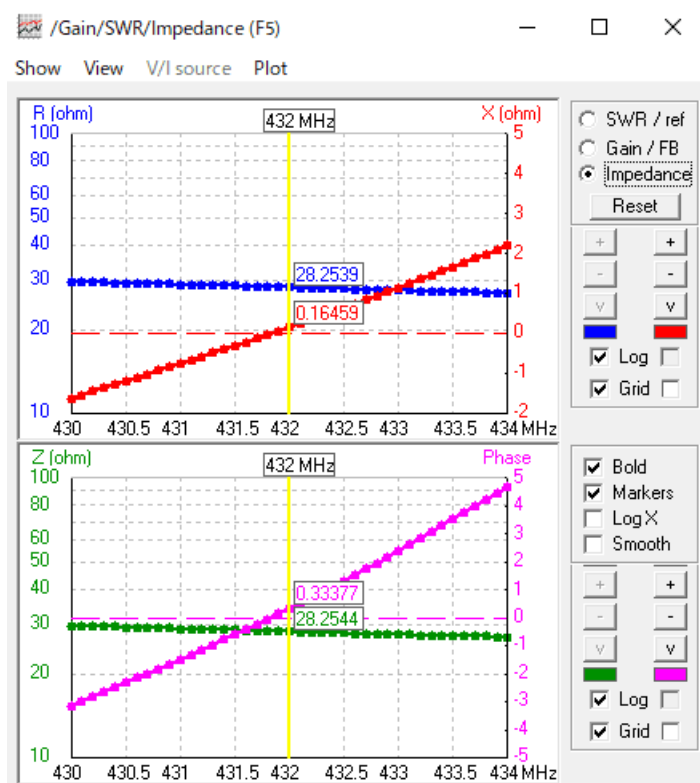 /Gain/SWR/Impedance (F5)
Show View V/I source Plot
R (ohm) 432 MHz X (ohm)
100 5
80 4
60
50 3
40 2
30 28.2539 1
20 0.16459 0
-1
10 -2
430 430.5 431 431.5 432 432.5 433 433.5 434 MHz
SWR / ref
Gain / FB
Impedance
Reset
+ +
- -
v v
Log
Grid
Z (ohm) 432 MHz Phase
100 5
80 4
60 3
50 2
40 1
0.33377
30 28.2544 0
-1
20 -2
-3
-4
10 -5
430 430.5 431 431.5 432 432.5 433 433.5 434 MHz
Bold
Markers
Log X
Smooth
+ +
- -
v v
Log
Grid